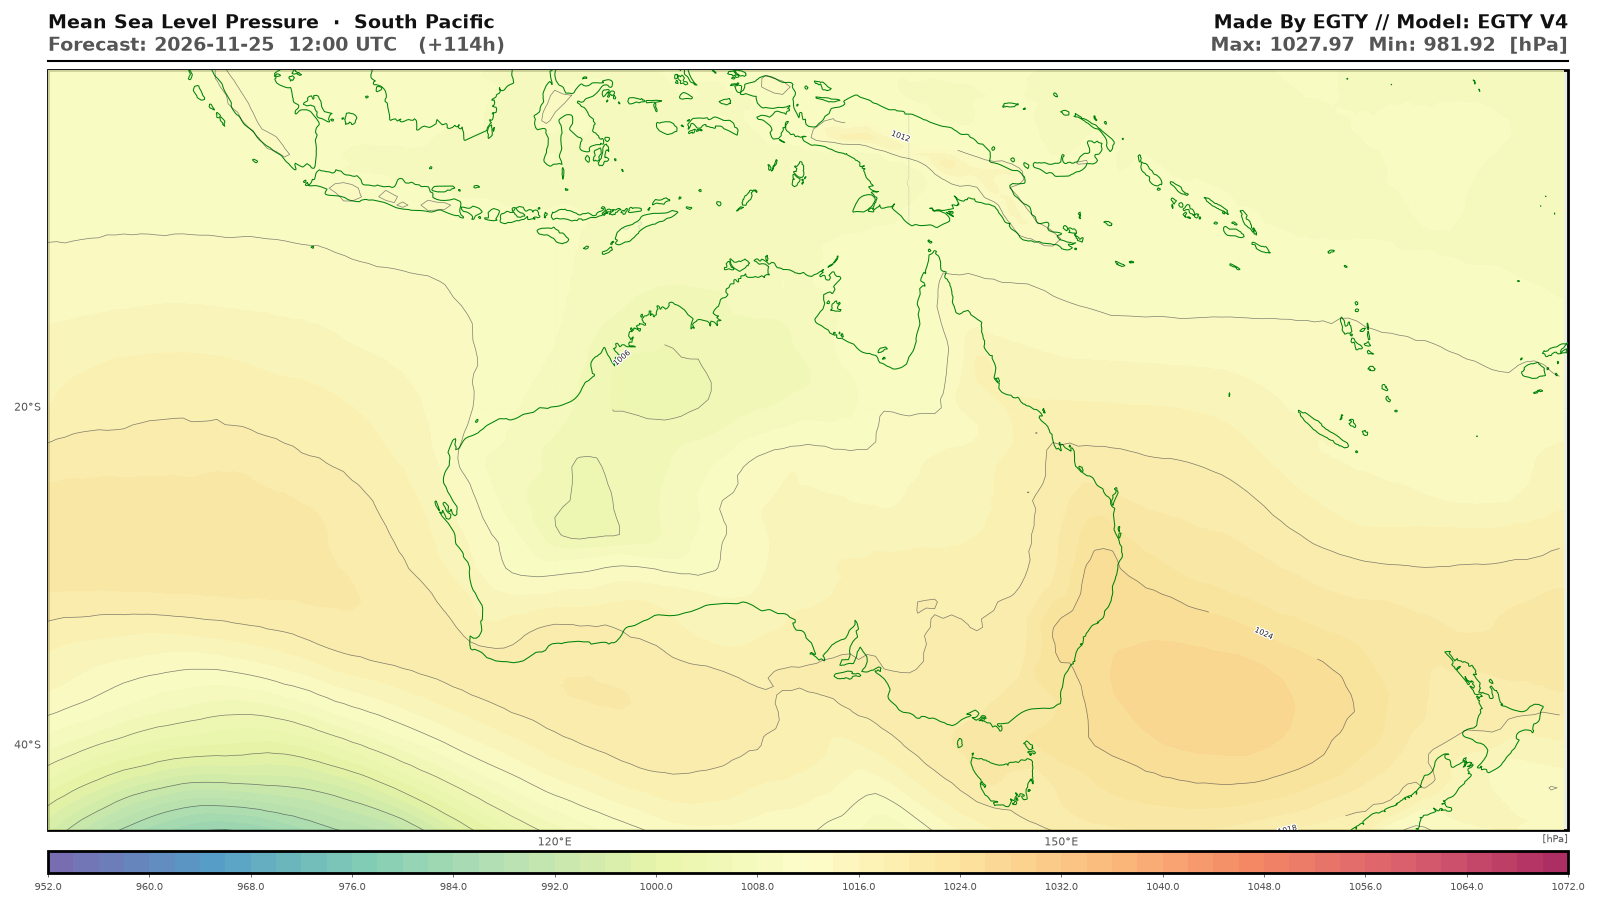 Mean Sea Level Pressure · South Pacific
Made By EGTY // Model: EGTY V4
Forecast: 2026-11-25 12:00 UTC (+114h)
Max: 1027.97 Min: 981.92 [hPa]
1012
1006
20°S
1024
40°S
1018
120°E
150°E
[hPa]
952.0 960.0 968.0 976.0 984.0 992.0 1000.0 1008.0 1016.0 1024.0 1032.0 1040.0 1048.0 1056.0 1064.0 1072.0